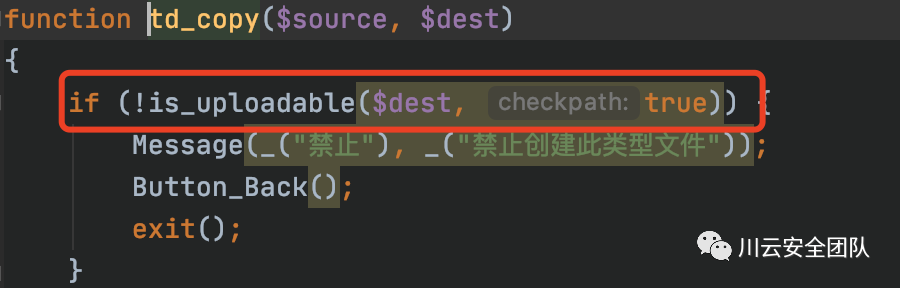 function td_copy($source, $dest)
{
if (!is_uploadable($dest, checkpath: true)) {
Message(_("禁止"), _("禁止创建此类型文件"));
Button_Back();
exit();
}
川云安全团队